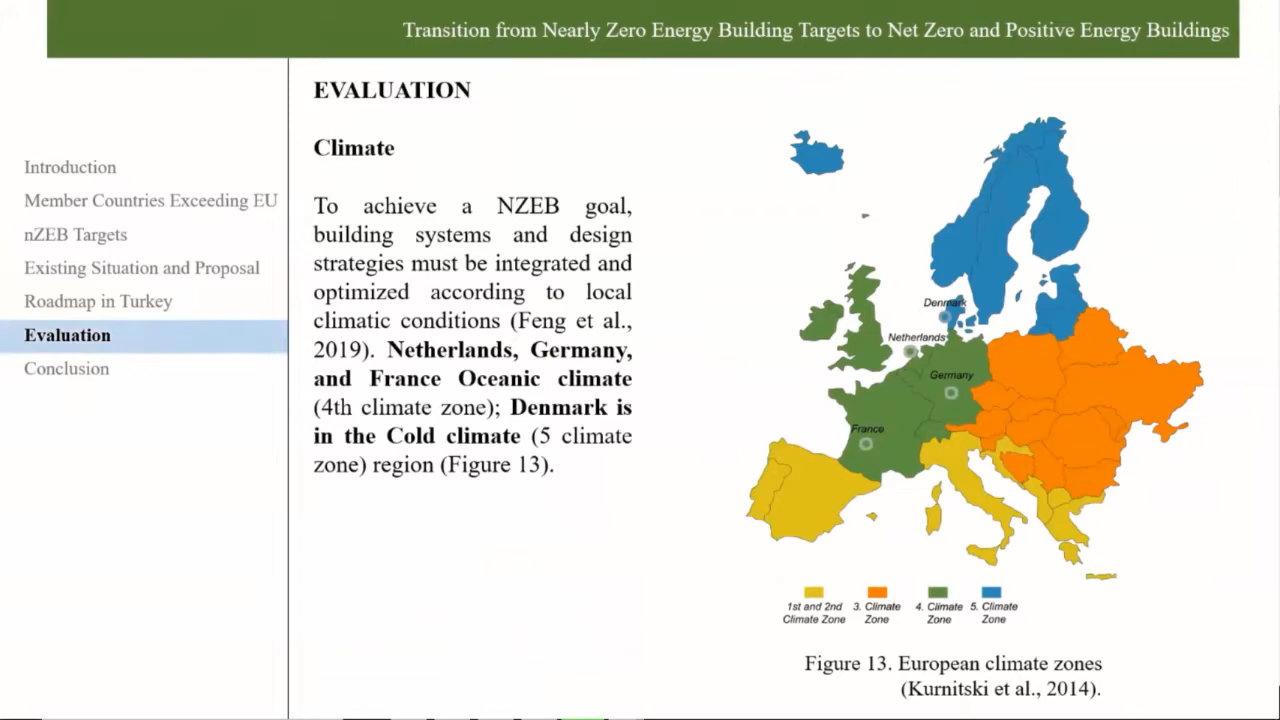 Transition from Nearly Zero Energy Building Targets to Net Zero and Positive Energy Buildings
Introduction
Member Countries Exceeding EU
nZEB Targets
Existing Situation and Proposal
Roadmap in Turkey
Evaluation
Conclusion
EVALUATION
Climate
To achieve a NZEB goal,
building systems and design
strategies must be integrated and
optimized according to local
climatic conditions (Feng et al.,
2019). Netherlands, Germany,
and France Oceanic climate
(4th climate zone); Denmark is
in the Cold climate (5 climate
zone) region (Figure 13).
Denmark
Netherlands
Germany
France
1st and 2nd
Climate Zone
3. Climate
Zone
4. Climate
Zone
5. Climate
Zone
Figure 13. European climate zones
(Kurnitski et al., 2014).